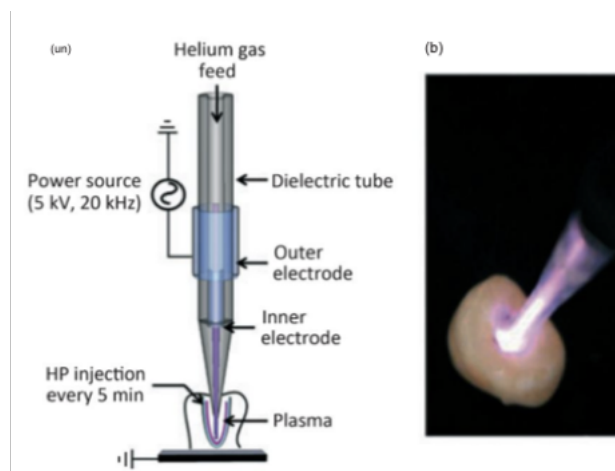 (un)
Helium gas
feed
(b)
Power source
(5 kV, 20 kHz)
Dielectric tube
Outer
electrode
Inner
electrode
HP injection
every 5 min
Plasma